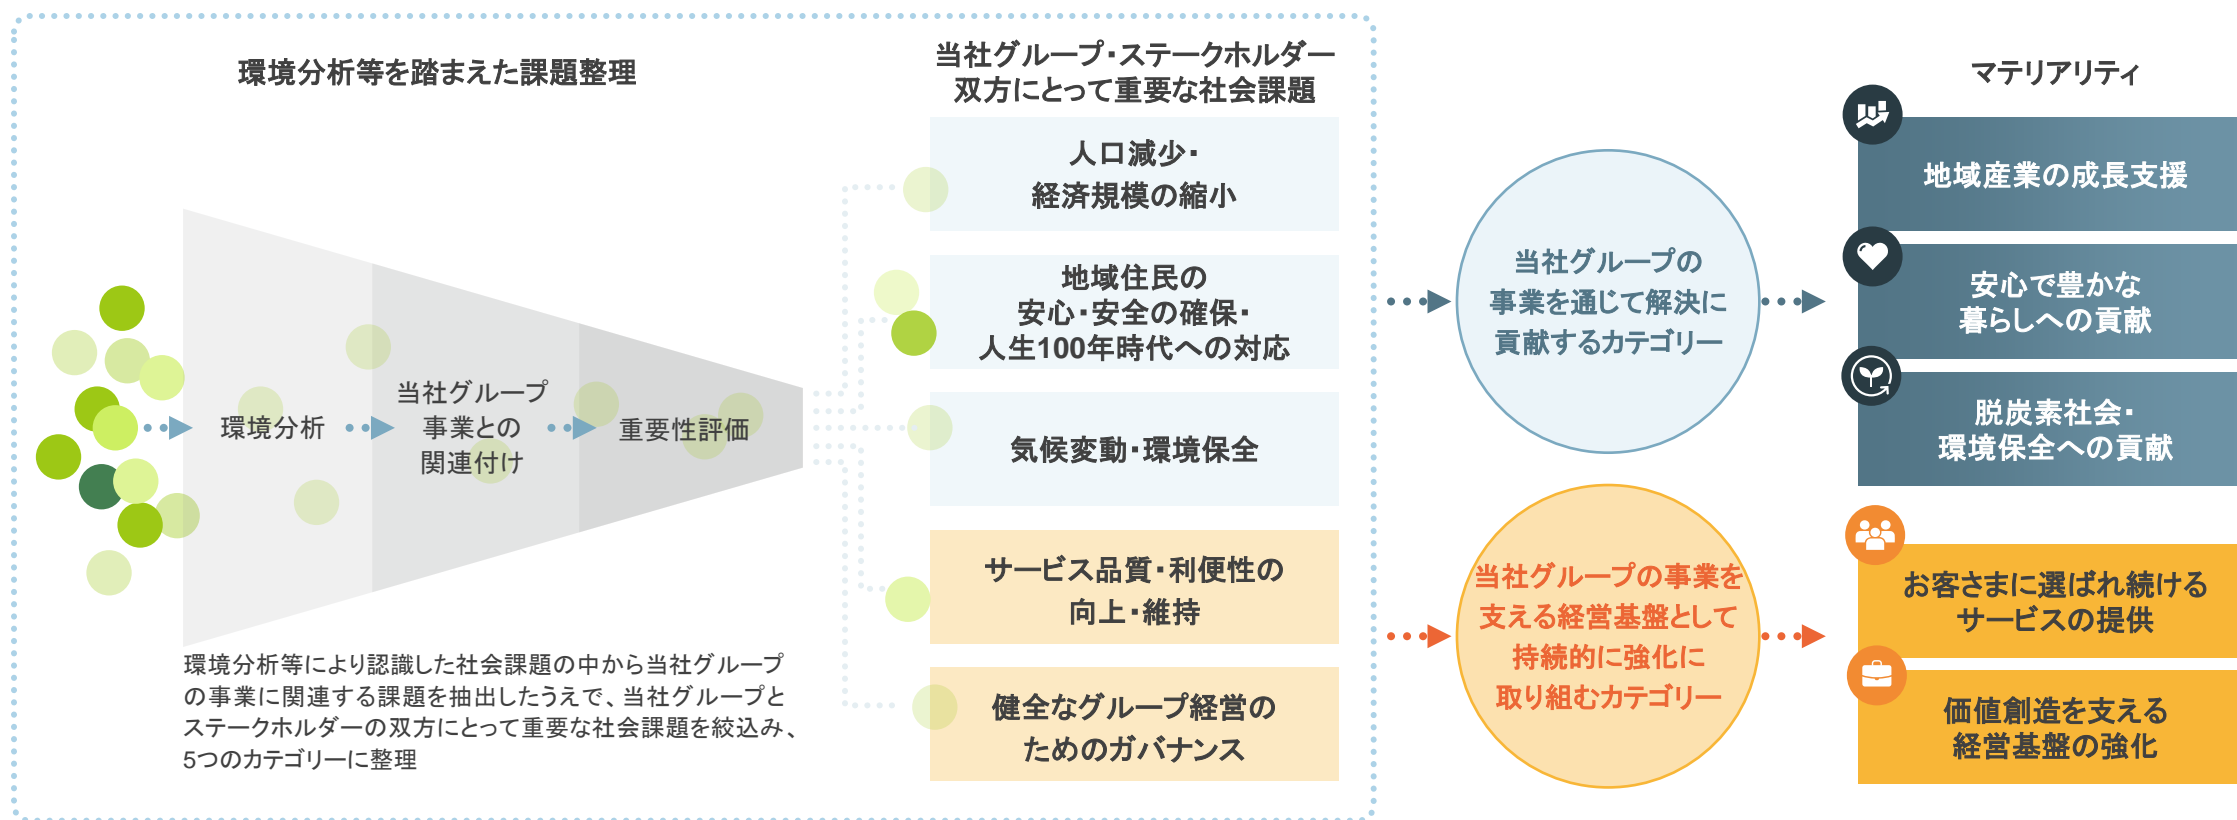 環境分析等を踏まえた課題整理
環境分析
当社グループ
事業との
関連付け
重要性評価
環境分析等により認識した社会課題の中から当社グループ
の事業に関連する課題を抽出したうえで、当社グループと
ステークホルダーの双方にとって重要な社会課題を絞込み、
5つのカテゴリーに整理
当社グループ・ステークホルダー
双方にとって重要な社会課題
人口減少・
経済規模の縮小
地域住民の
安心・安全の確保・
人生100年時代への対応
気候変動・環境保全
サービス品質・利便性の
向上・維持
健全なグループ経営の
ためのガバナンス
当社グループの
事業を通じて解決に
貢献するカテゴリー
当社グループの事業を
支える経営基盤として
持続的に強化に
取り組むカテゴリー
マテリアリティ
地域産業の成長支援
安心で豊かな
暮らしへの貢献
脱炭素社会・
環境保全への貢献
お客さまに選ばれ続ける
サービスの提供
価値創造を支える
経営基盤の強化